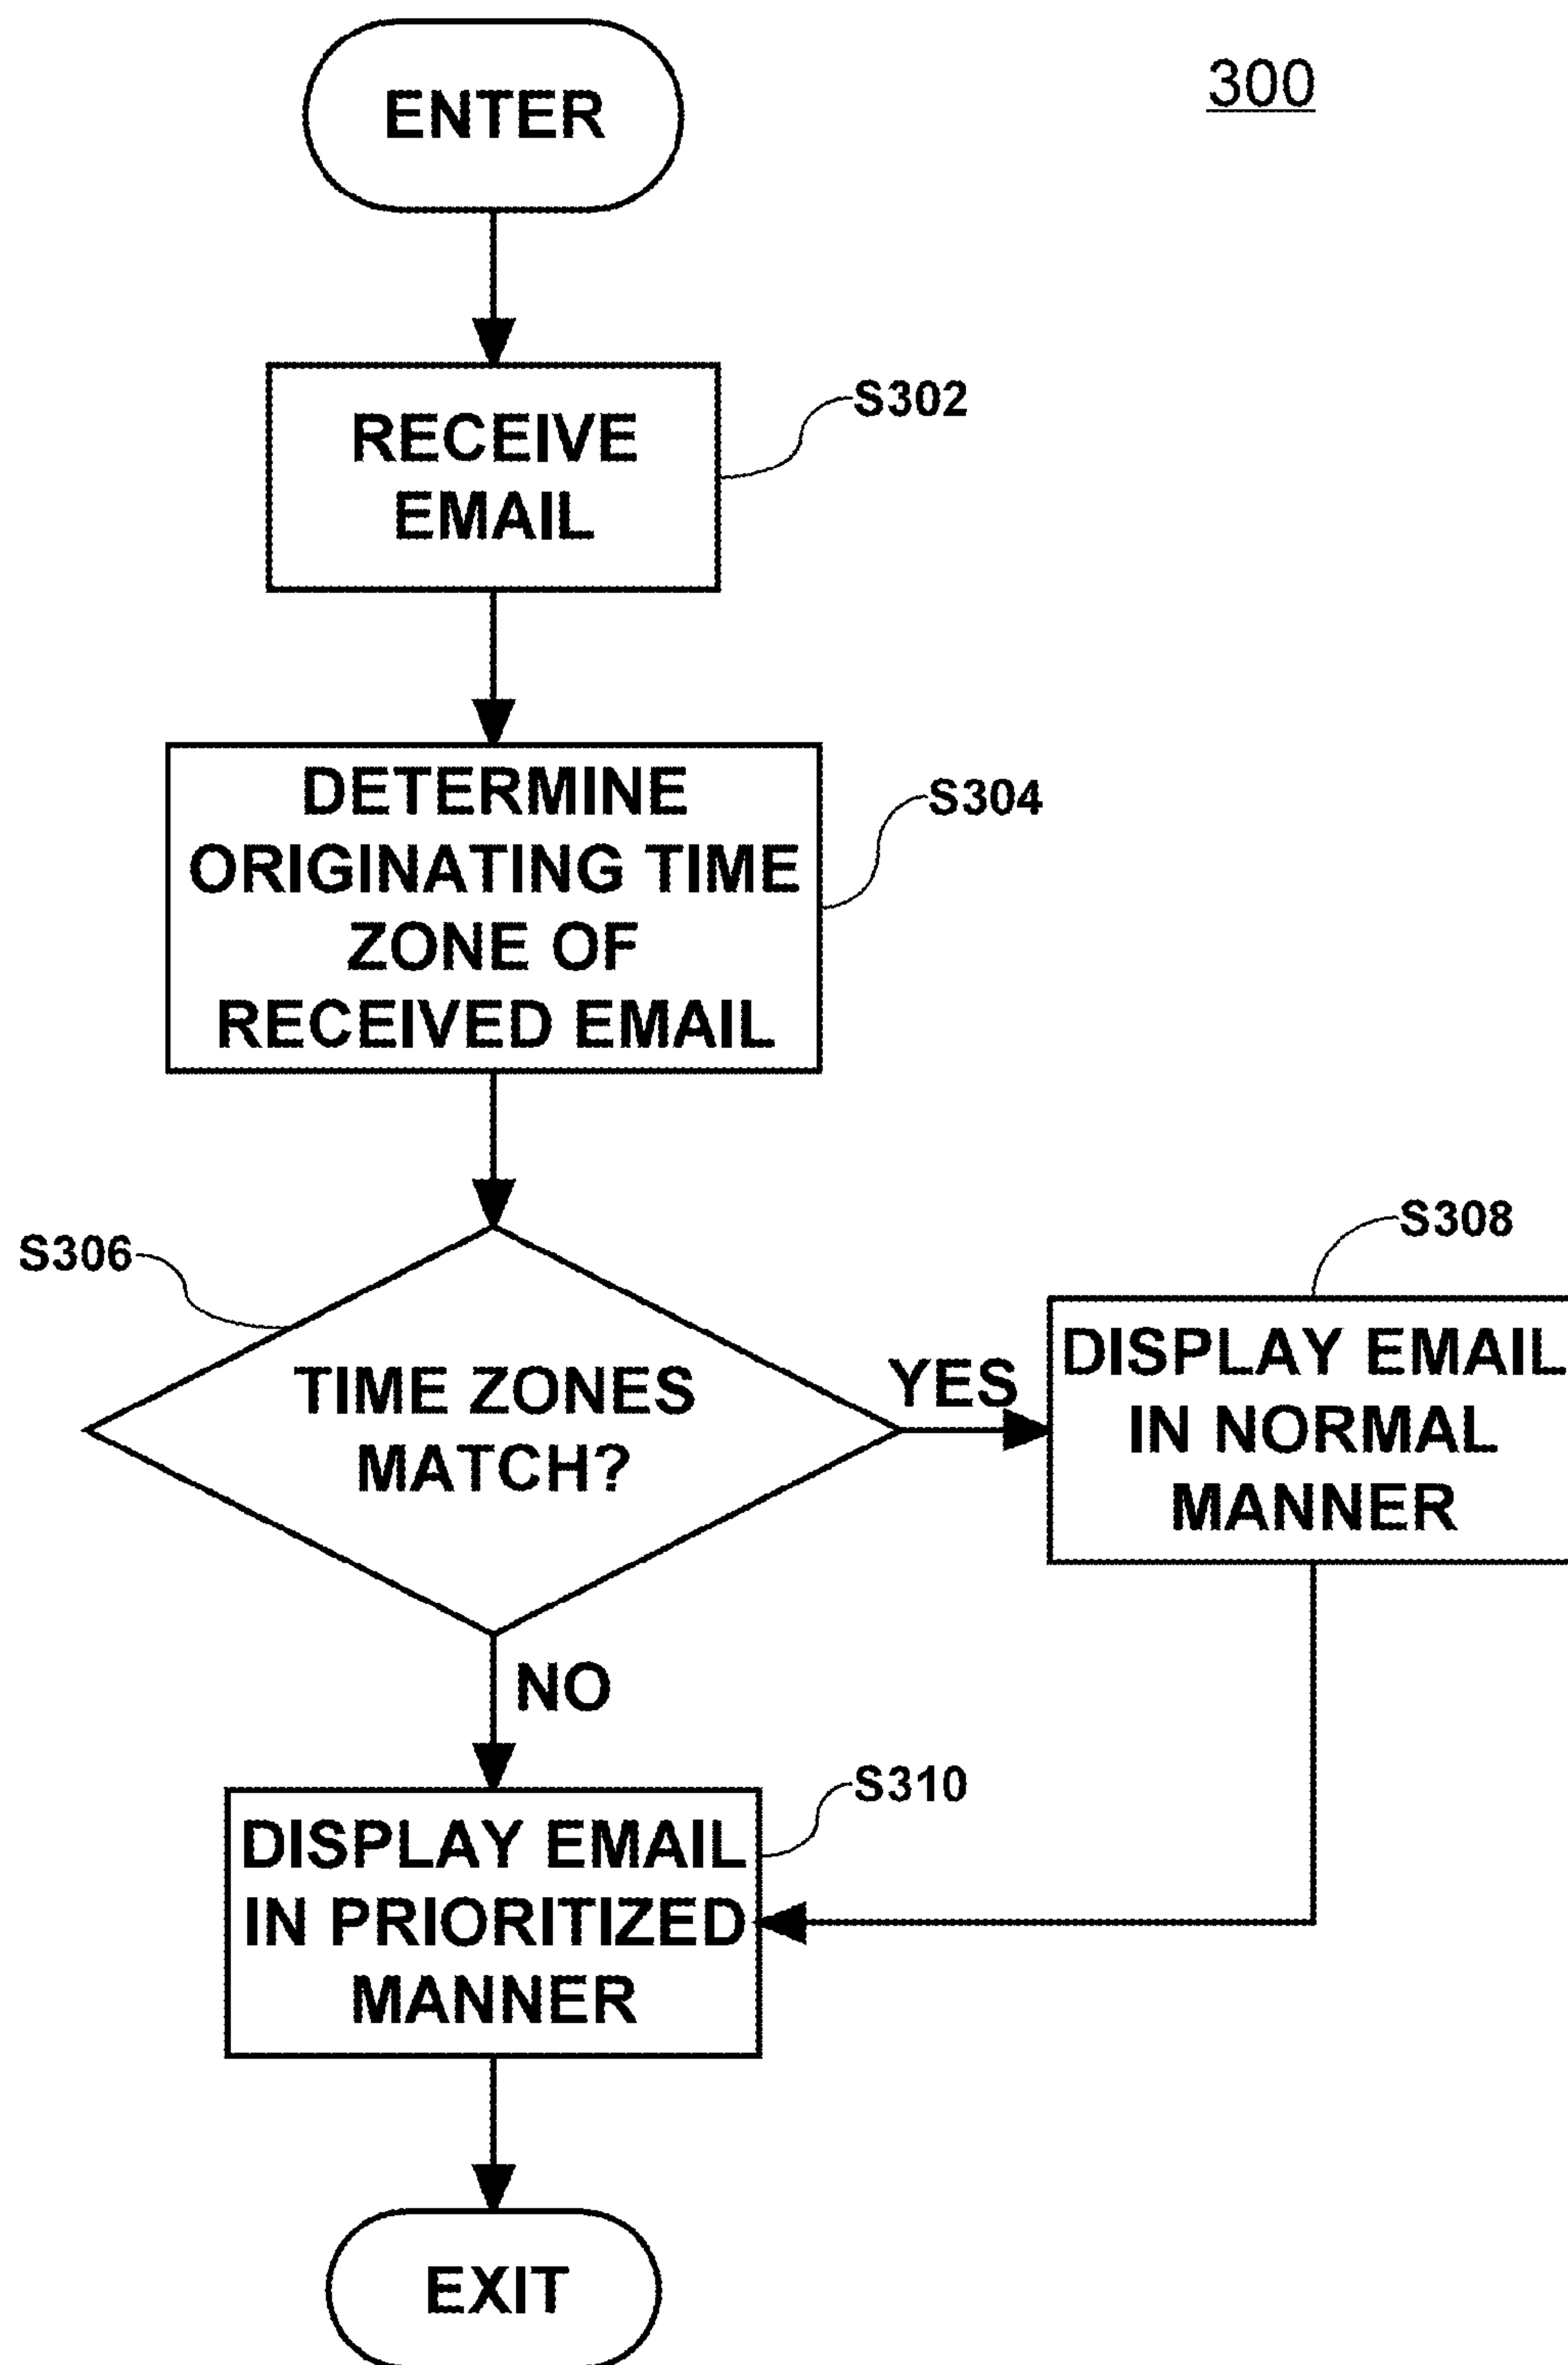 300
ENTER
RECEIVE
EMAIL
S302
DETERMINE
ORIGINATING TIME
ZONE OF
RECEIVED EMAIL
S304
S306
TIME ZONES
MATCH?
YES
S308
DISPLAY EMAIL
IN NORMAL
MANNER
NO
S310
DISPLAY EMAIL
IN PRIORITIZED
MANNER
EXIT